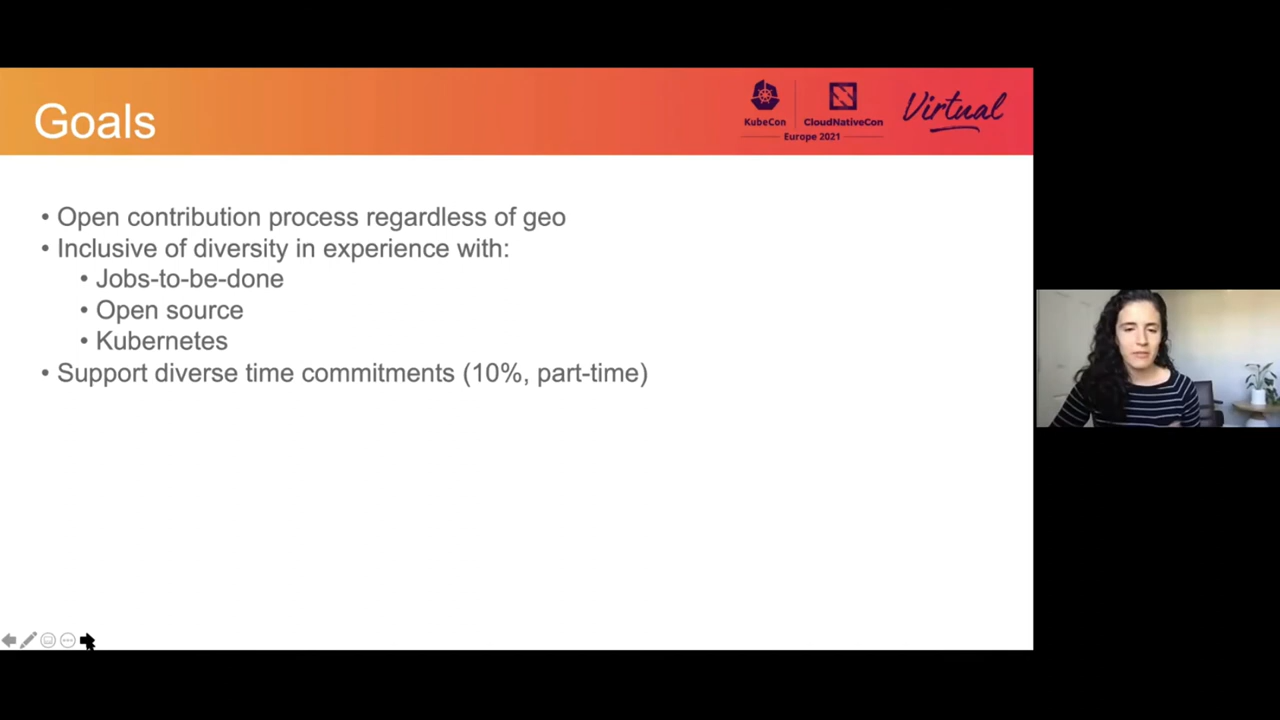 Goals
KubeCon
CloudNativeCon
Europe 2021
Virtual
• Open contribution process regardless of geo
• Inclusive of diversity in experience with:
• Jobs-to-be-done
• Open source
• Kubernetes
• Support diverse time commitments (10%, part-time)